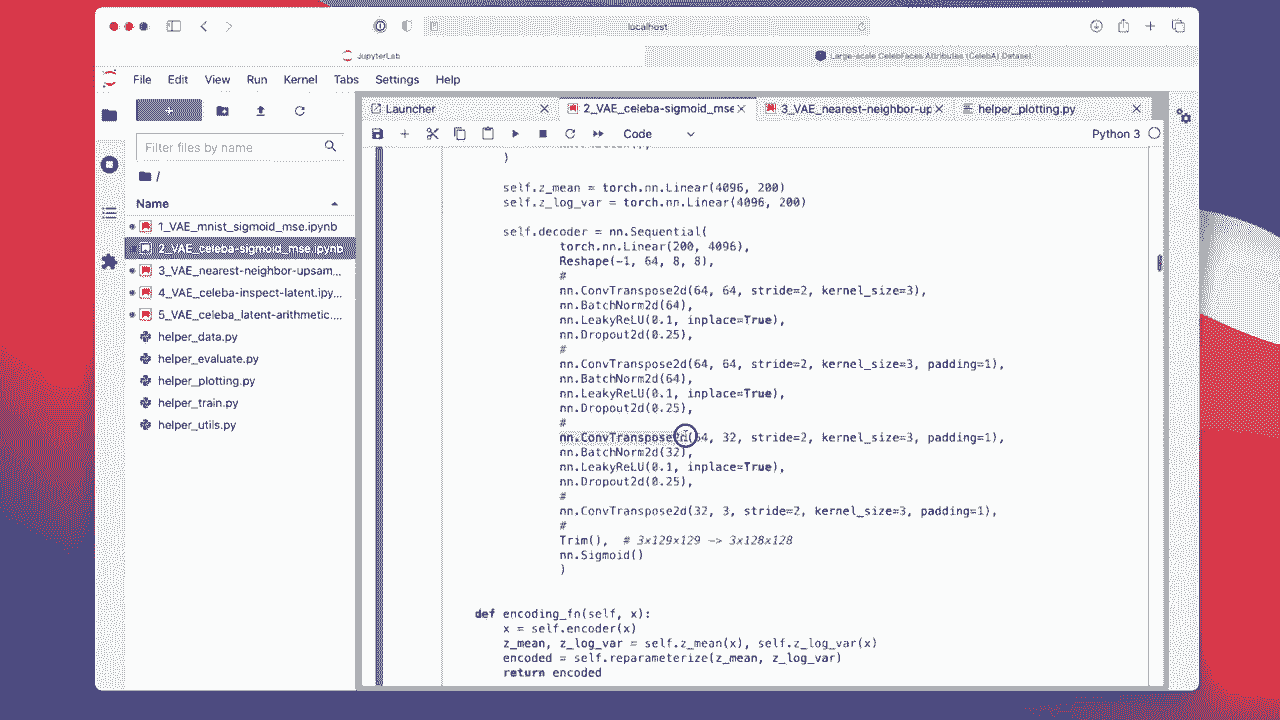 localhost
JupyterLab
Large-scale CelebFaces Attributes (CelebA) Dataset
File Edit View Run Kernel Tabs Settings Help
Launcher
2_VAE_celeba-sigmoid_mse
3_VAE_nearest-neighbor-up
helper_plotting.py
Code
Python 3
Filter files by name
/
Name
1_VAE_mnist_sigmoid_mse.ipynb
2_VAE_celeba-sigmoid_mse.ipynb
3_VAE_nearest-neighbor-upsam...
4_VAE_celeba-inspect-latent.ipy...
5_VAE_celeba_latent-arithmetic....
helper_data.py
helper_evaluate.py
helper_plotting.py
helper_train.py
helper_utils.py
)
self.z_mean = torch.nn.Linear(4096, 200)
self.z_log_var = torch.nn.Linear(4096, 200)
self.decoder = nn.Sequential(
torch.nn.Linear(200, 4096),
Reshape(-1, 64, 8, 8),
#
nn.ConvTranspose2d(64, 64, stride=2, kernel_size=3),
nn.BatchNorm2d(64),
nn.LeakyReLU(0.1, inplace=True),
nn.Dropout2d(0.25),
#
nn.ConvTranspose2d(64, 64, stride=2, kernel_size=3, padding=1),
nn.BatchNorm2d(64),
nn.LeakyReLU(0.1, inplace=True),
nn.Dropout2d(0.25),
#
nn.ConvTranspose2d(64, 32, stride=2, kernel_size=3, padding=1),
nn.BatchNorm2d(32),
nn.LeakyReLU(0.1, inplace=True),
nn.Dropout2d(0.25),
#
nn.ConvTranspose2d(32, 3, stride=2, kernel_size=3, padding=1),
#
Trim(), # 3x129x129 -> 3x128x128
nn.Sigmoid()
)
def encoding_fn(self, x):
x = self.encoder(x)
z_mean, z_log_var = self.z_mean(x), self.z_log_var(x)
encoded = self.reparameterize(z_mean, z_log_var)
return encoded